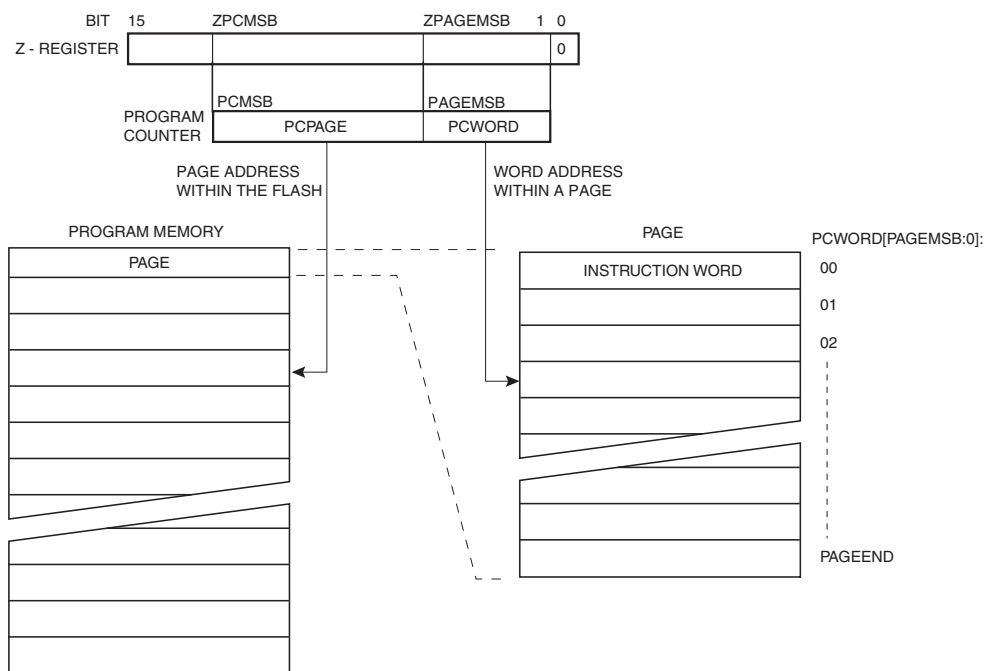 BIT 15 ZPCMSB ZPAGEMSB 1 0
Z - REGISTER 0
PCMSB PAGEMSB
PROGRAM
COUNTER
PCPAGE PCWORD
PAGE ADDRESS
WITHIN THE FLASH
WORD ADDRESS
WITHIN A PAGE
PROGRAM MEMORY
PAGE
PAGE
INSTRUCTION WORD
PCWORD[PAGEMSB:0]:
00
01
02
PAGEEND